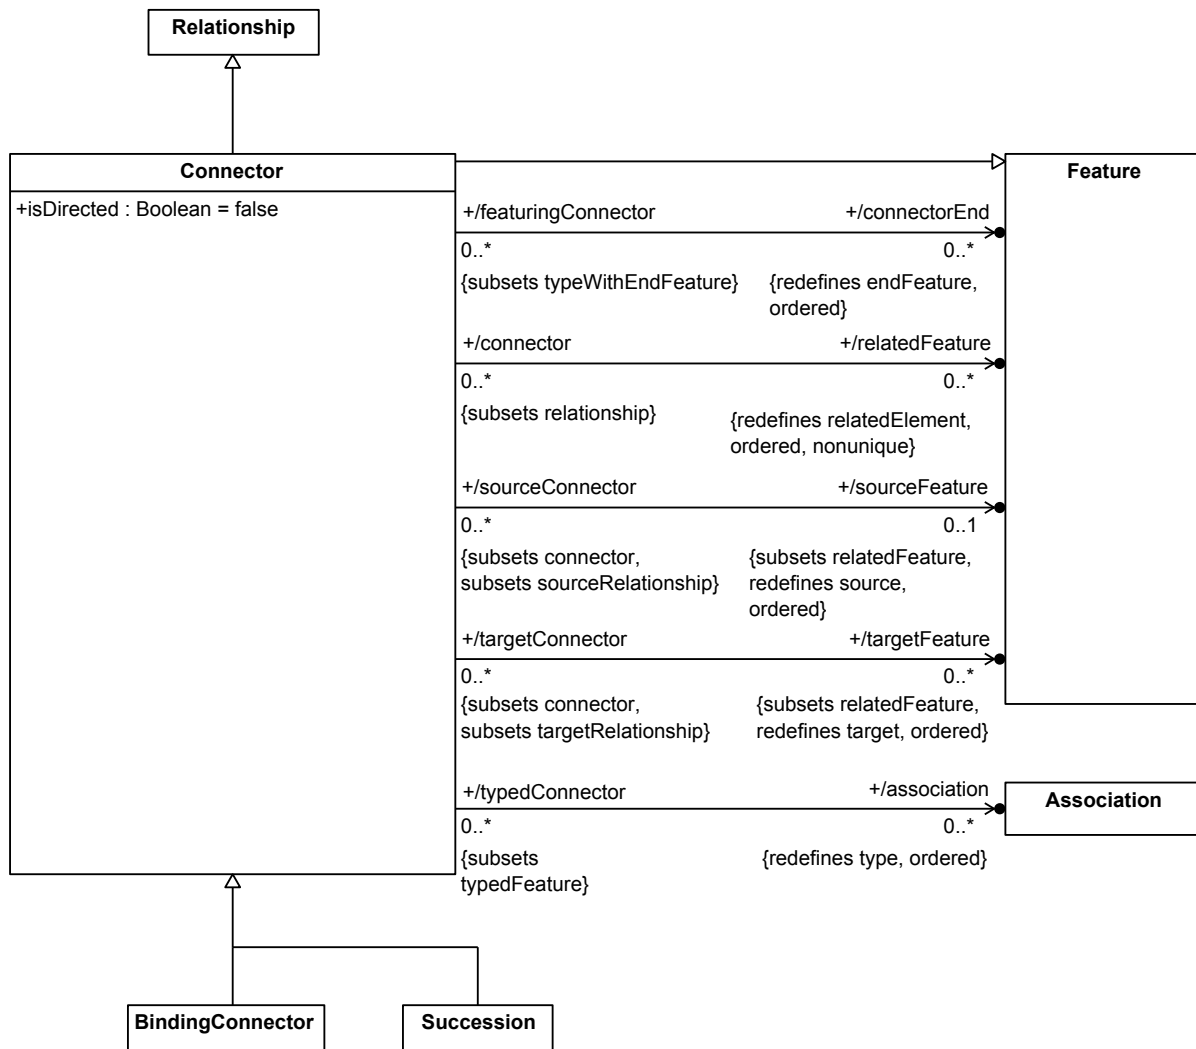 Relationship
Connector
Feature
+isDirected : Boolean = false
+/featuringConnector
+/connectorEnd
0..*
0..*
{subsets typeWithEndFeature}
{redefines endFeature,
ordered}
+/connector
+/relatedFeature
0..*
0..*
{subsets relationship}
{redefines relatedElement,
ordered, nonunique}
+/sourceConnector
+/sourceFeature
0..*
0..1
{subsets connector,
subsets sourceRelationship}
{subsets relatedFeature,
redefines source,
ordered}
+/targetConnector
+/targetFeature
0..*
0..*
{subsets connector,
subsets targetRelationship}
{subsets relatedFeature,
redefines target, ordered}
+/typedConnector
+/association
Association
0..*
0..*
{subsets
typedFeature}
{redefines type, ordered}
BindingConnector
Succession